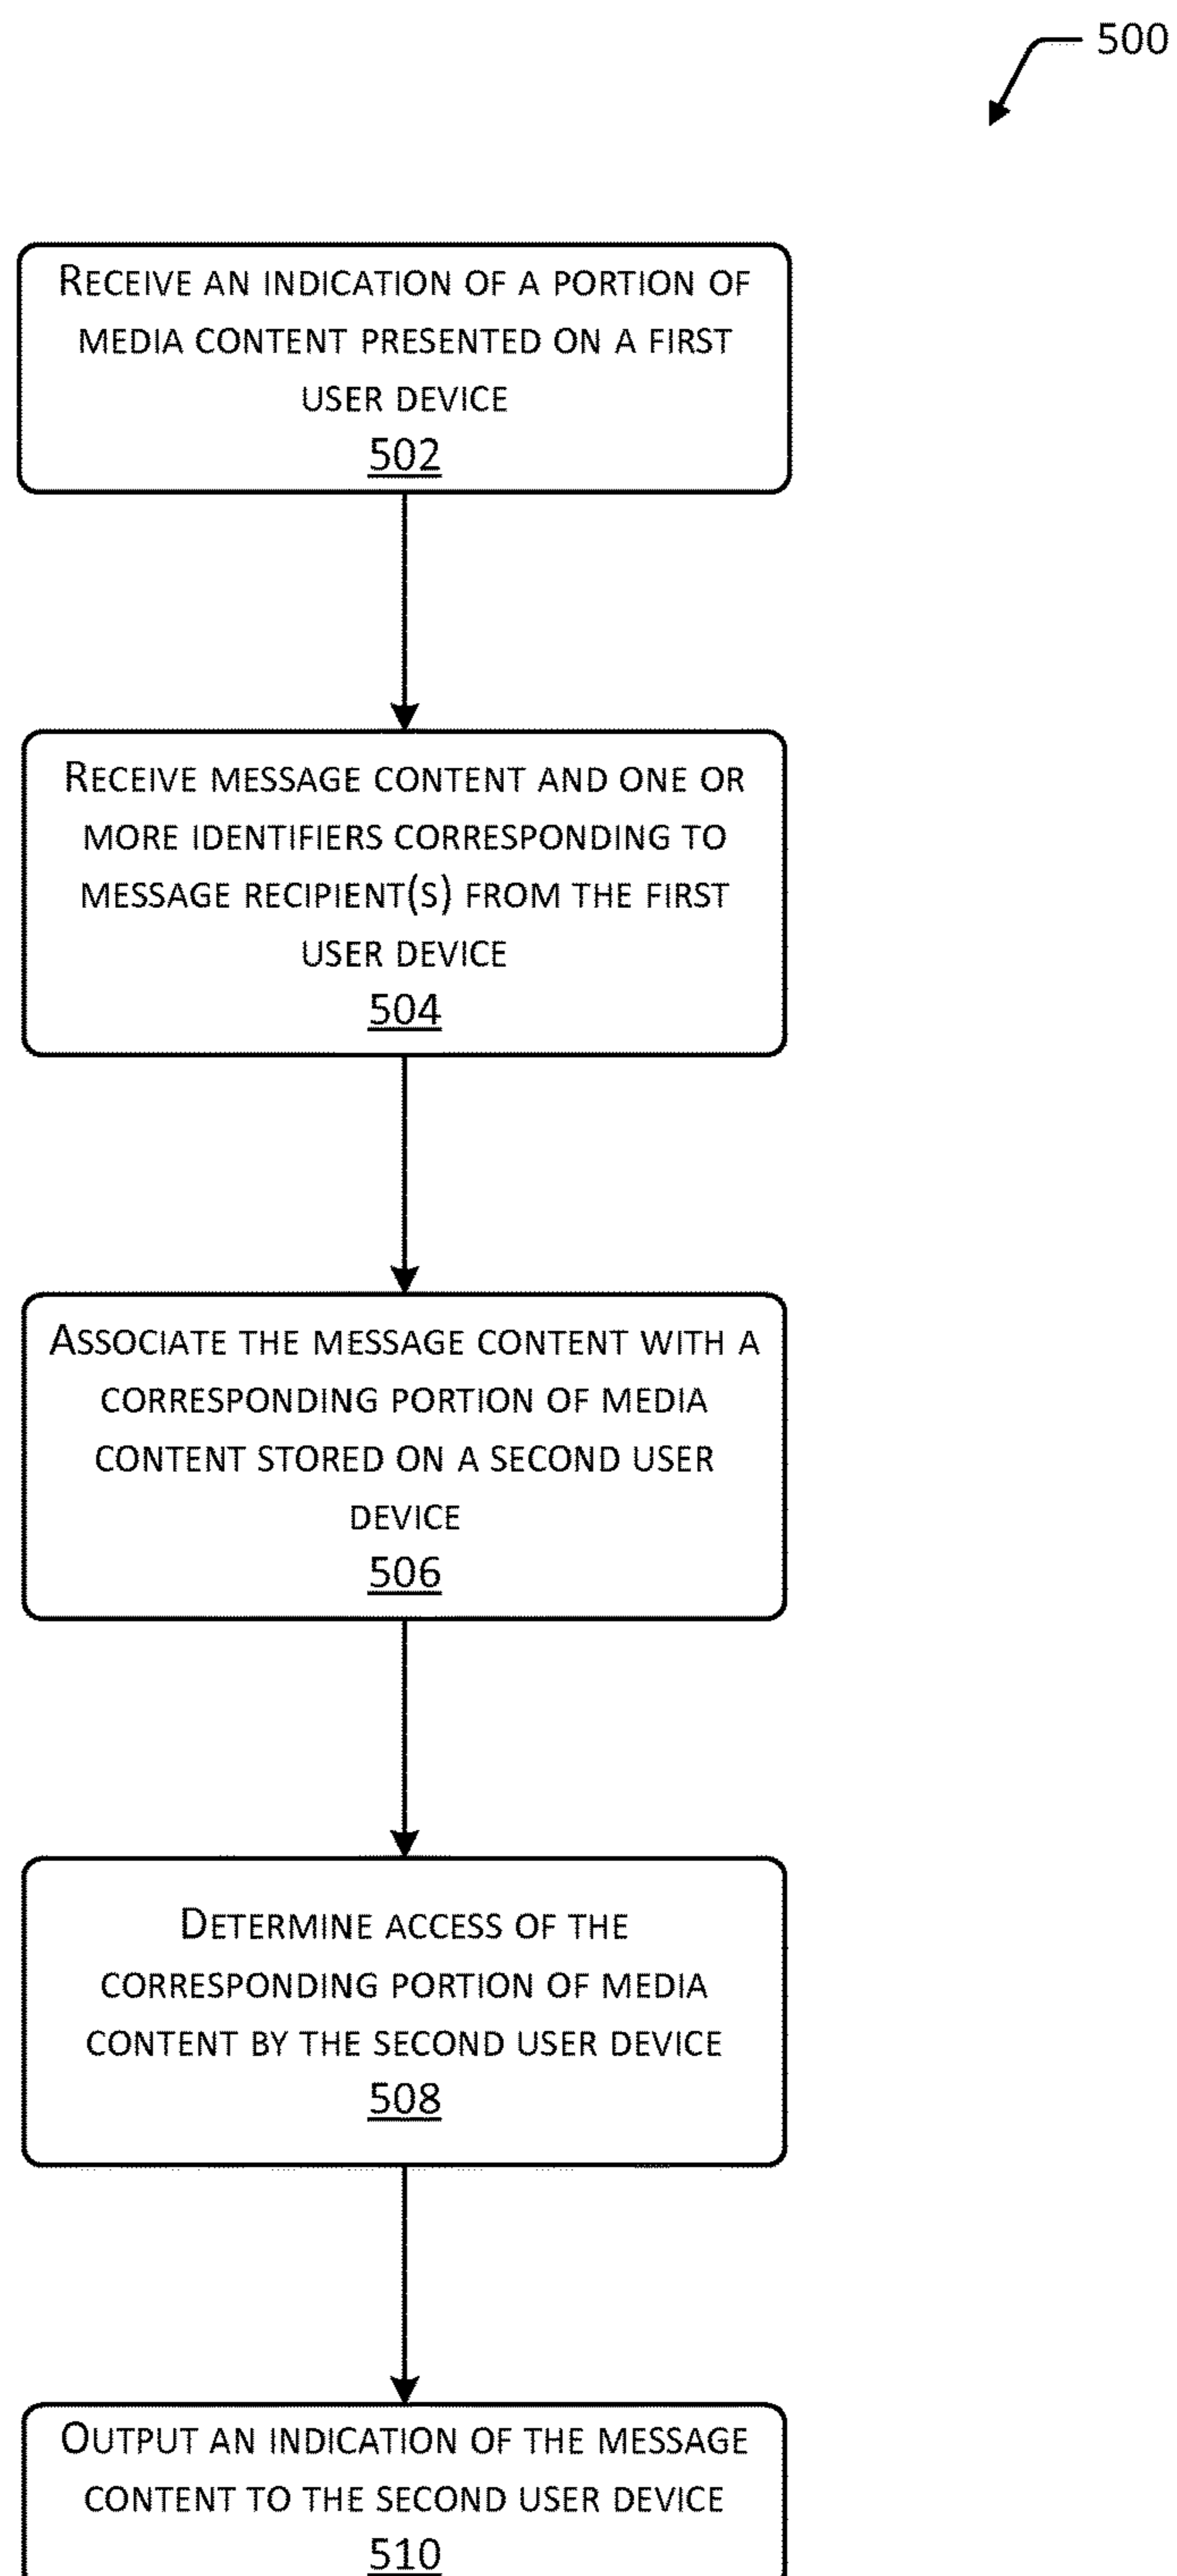 500
RECEIVE AN INDICATION OF A PORTION OF
MEDIA CONTENT PRESENTED ON A FIRST
USER DEVICE
502
RECEIVE MESSAGE CONTENT AND ONE OR
MORE IDENTIFIERS CORRESPONDING TO
MESSAGE RECIPIENT(S) FROM THE FIRST
USER DEVICE
504
ASSOCIATE THE MESSAGE CONTENT WITH A
CORRESPONDING PORTION OF MEDIA
CONTENT STORED ON A SECOND USER
DEVICE
506
DETERMINE ACCESS OF THE
CORRESPONDING PORTION OF MEDIA
CONTENT BY THE SECOND USER DEVICE
508
OUTPUT AN INDICATION OF THE MESSAGE
CONTENT TO THE SECOND USER DEVICE
510